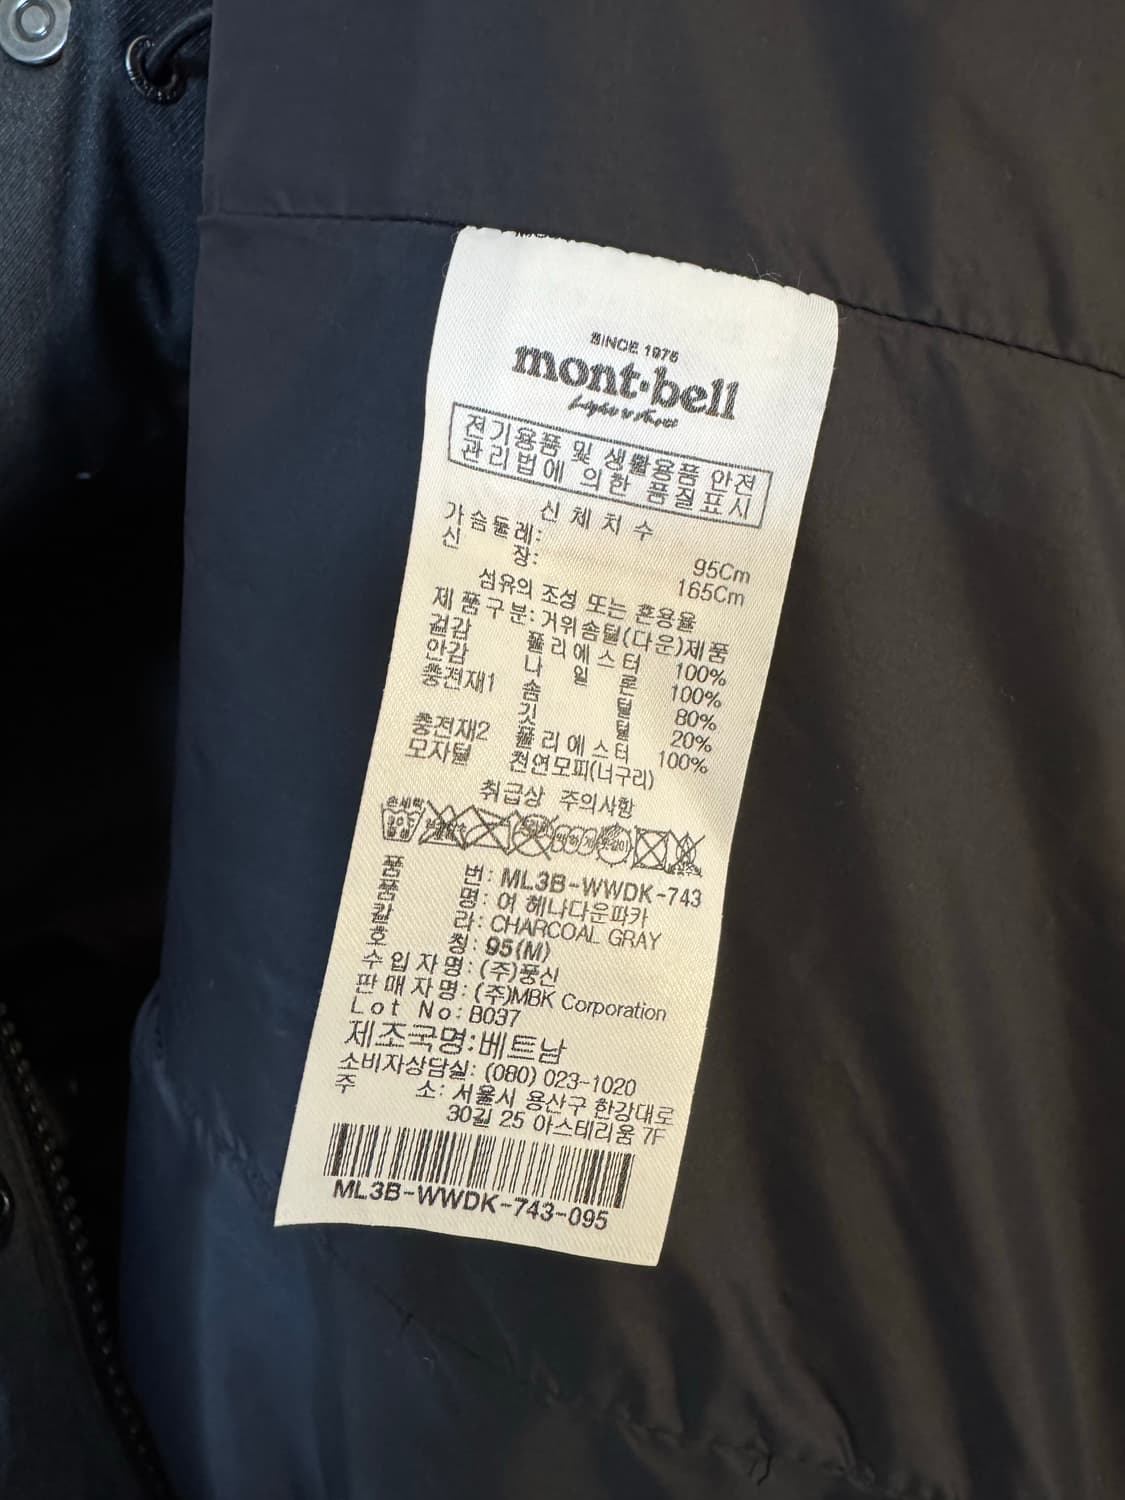 SINCE 1975
mont·bell
Light & Fast
전기용품 및 생활용품 안전
관리법에 의한 품질표시
신체치수
가슴둘레: 95Cm
신 장: 165Cm
섬유의 조성 또는 혼용율
제품구분: 거위솜털(다운)제품
겉감 폴리에스터 100%
안감 나일론 100%
충전재1 솜털 80%
깃털 20%
충전재2 폴리에스터 100%
모자털 천연모피(너구리)
취급상 주의사항
손세탁
품 번: ML3B-WWDK-743
품 명: 여 헤나다운파카
칼 라: CHARCOAL GRAY
호 칭: 95(M)
수입자명: (주)풍신
판매자명: (주)MBK Corporation
Lot No: B037
제조국명:베트남
소비자상담실: (080) 023-1020
주 소: 서울시 용산구 한강대로
30길 25 아스테리움 7F
ML3B-WWDK-743-095